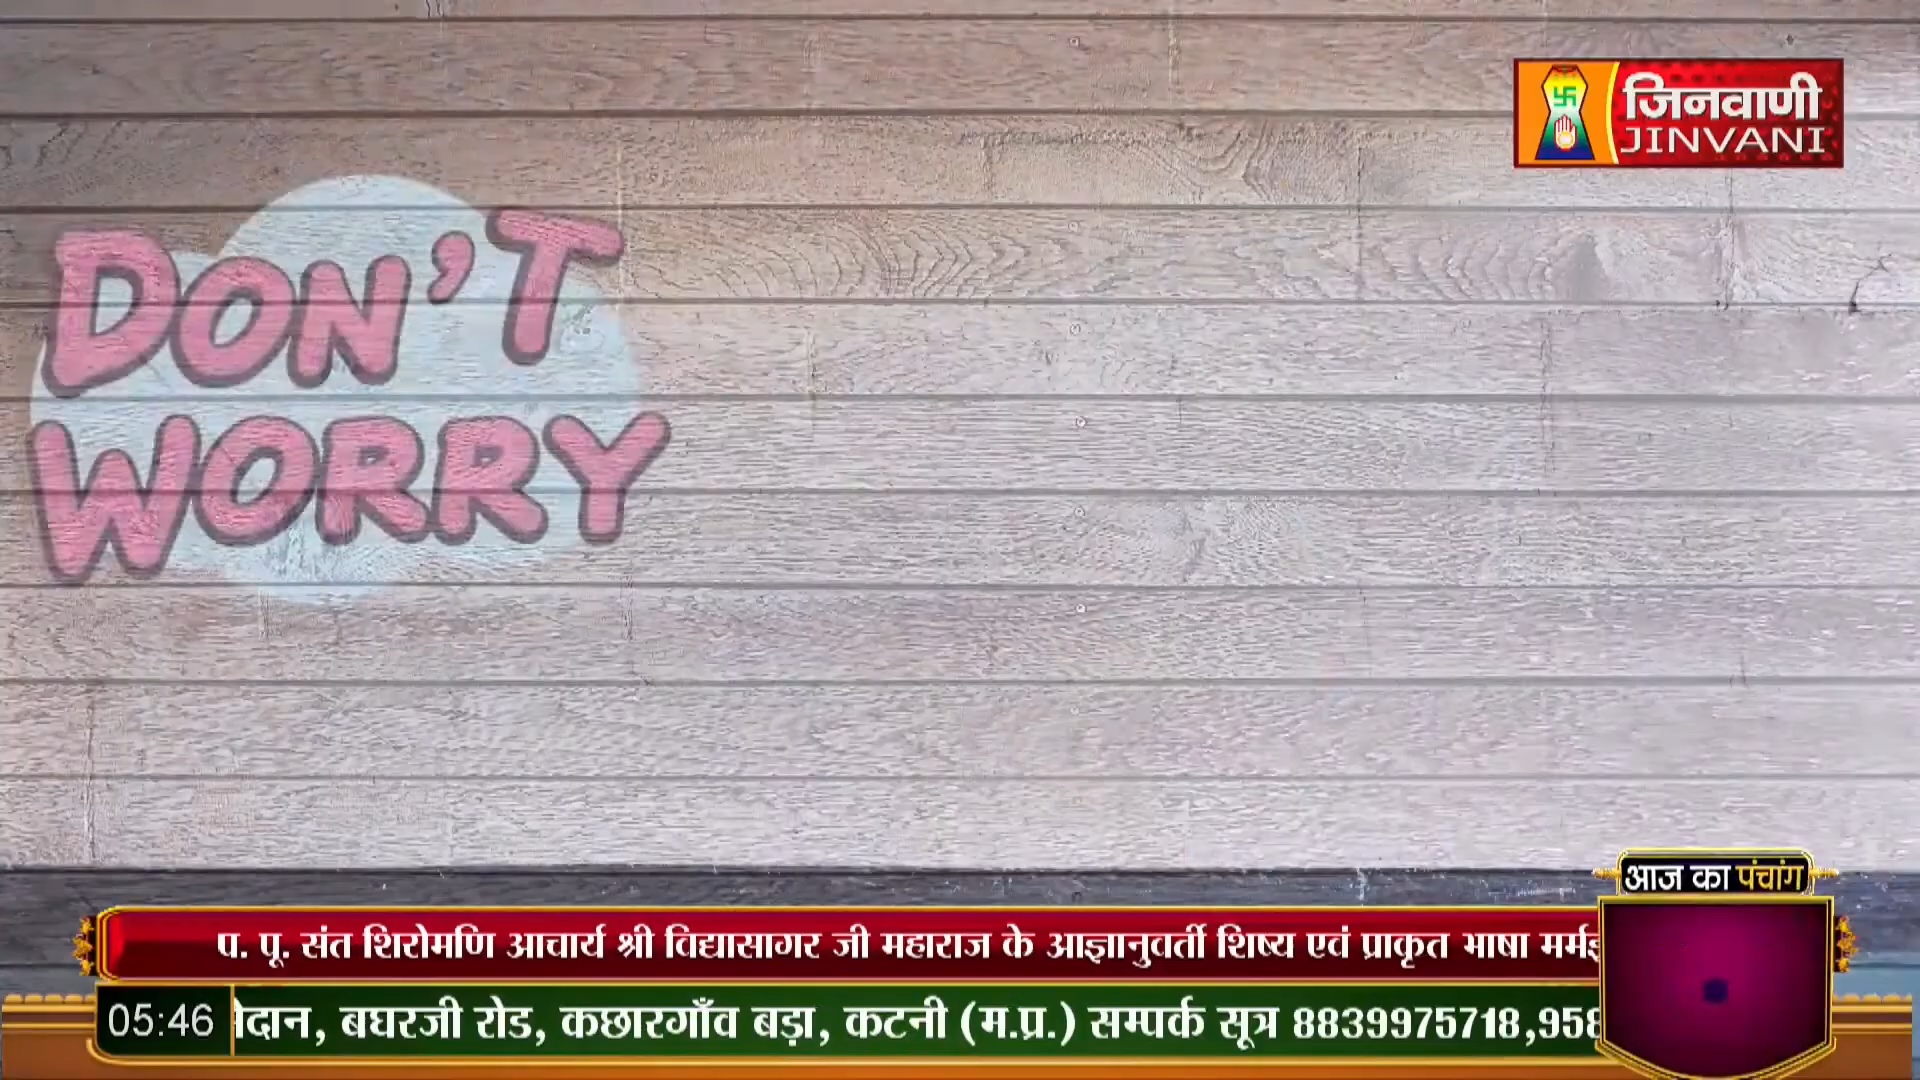 जिनवाणी
JINVANI
DON'T
WORRY
आज का पंचांग
प. पू. संत शिरोमणि आचार्य श्री विद्यासागर जी महाराज के आज्ञानुवर्ती शिष्य एवं प्राकृत भाषा
05:46
बघरजी रोड, कछारगाँव बड़ा, कटनी (म.प्र.) सम्पर्क सूत्र 8839975718,